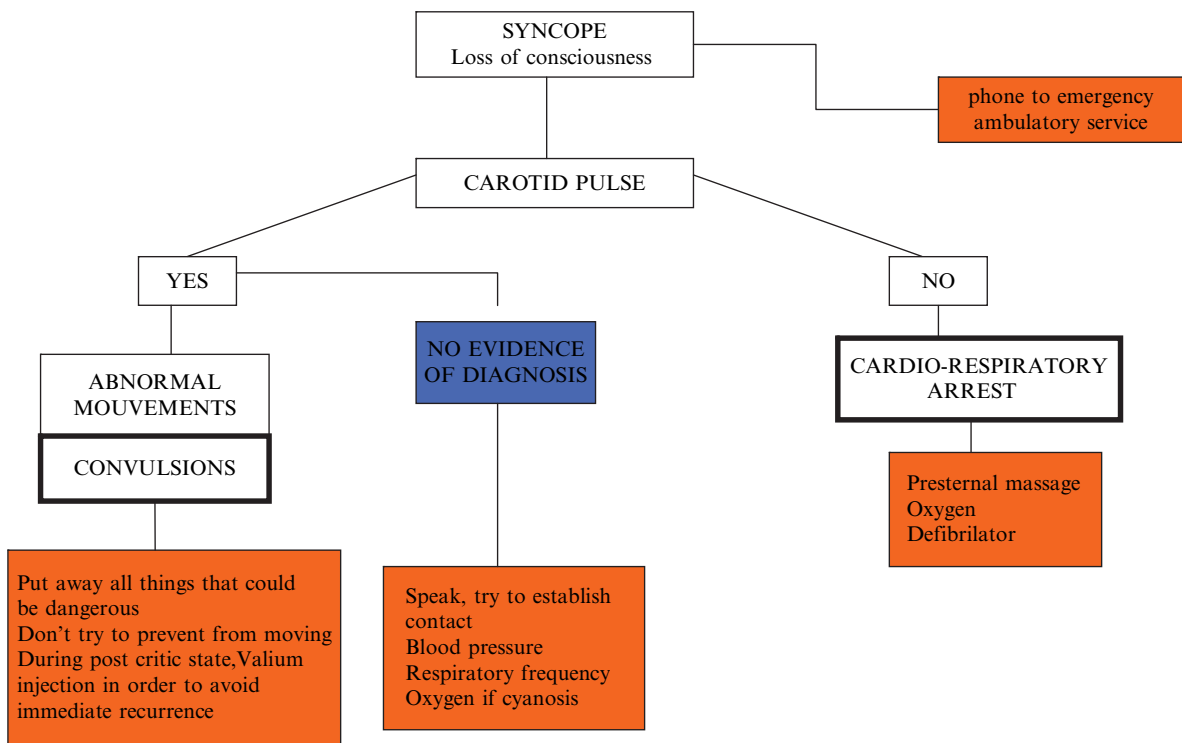 SYNCOPE
Loss of consciousness
phone to emergency
ambulatory service
CAROTID PULSE
YES
NO
ABNORMAL
MOUVEMENTS
CONVULSIONS
NO EVIDENCE
OF DIAGNOSIS
CARDIO-RESPIRATORY
ARREST
Put away all things that could
be dangerous
Don't try to prevent from moving
During post critic state,Valium
injection in order to avoid
immediate recurrence
Speak, try to establish
contact
Blood pressure
Respiratory frequency
Oxygen if cyanosis
Presternal massage
Oxygen
Defibrilator